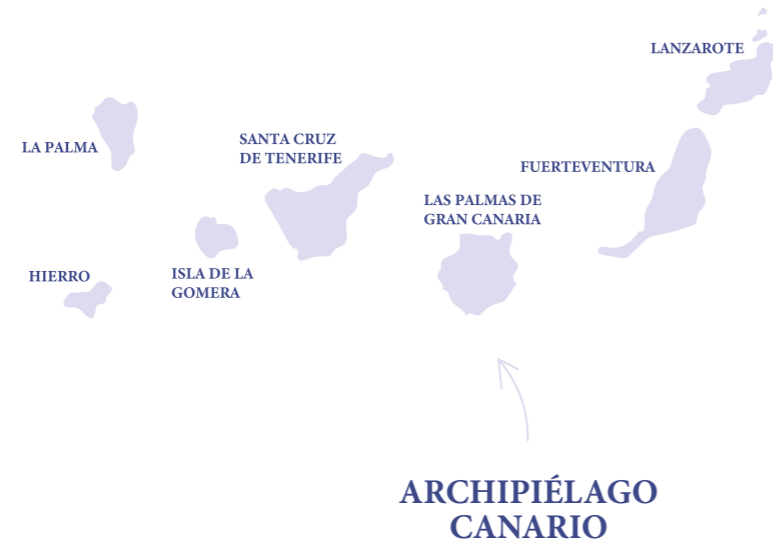 LANZAROTE
LA PALMA
SANTA CRUZ
DE TENERIFE
FUERTEVENTURA
LAS PALMAS DE
GRAN CANARIA
HIERRO
ISLA DE LA
GOMERA
ARCHIPIÉLAGO
CANARIO